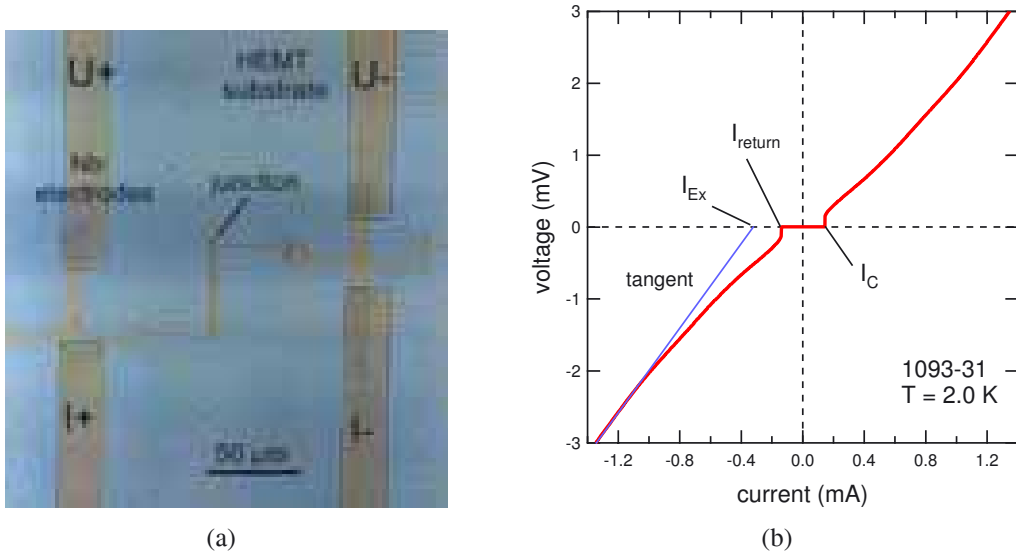 U+
HEMT
substrate
U-
Nb
electrodes
junction
I+
I-
50 µm
(a)
3
2
1
0
-1
-2
-3
voltage (mV)
I_return
I_Ex
I_C
tangent
1093-31
T = 2.0 K
-1.2
-0.8
-0.4
0.0
0.4
0.8
1.2
current (mA)
(b)